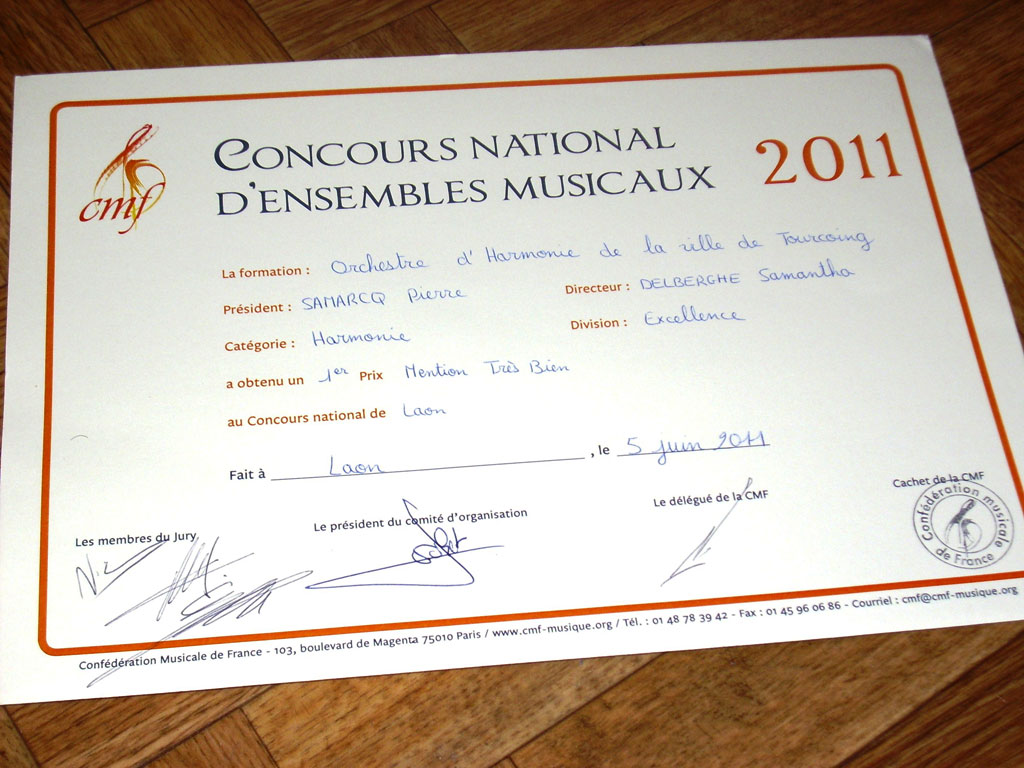 cmf
CONCOURS NATIONAL
D'ENSEMBLES MUSICAUX
2011
La formation : Orchestre d'Harmonie de la ville de Tourcoing
Président : SAMARCQ Pierre
Directeur : DELBERGHE Samantha
Catégorie : Harmonie
Division : Excellence
a obtenu un 1er Prix Mention Très Bien
au Concours national de Laon
Fait à Laon , le 5 juin 2011
Les membres du Jury
Le président du comité d'organisation
Le délégué de la CMF
Cachet de la CMF
Confédération musicale de France
Confédération Musicale de France - 103, boulevard de Magenta 75010 Paris / www.cmf-musique.org / Tél. : 01 48 78 39 42 - Fax : 01 45 96 06 86 - Courriel : cmf@cmf-musique.org